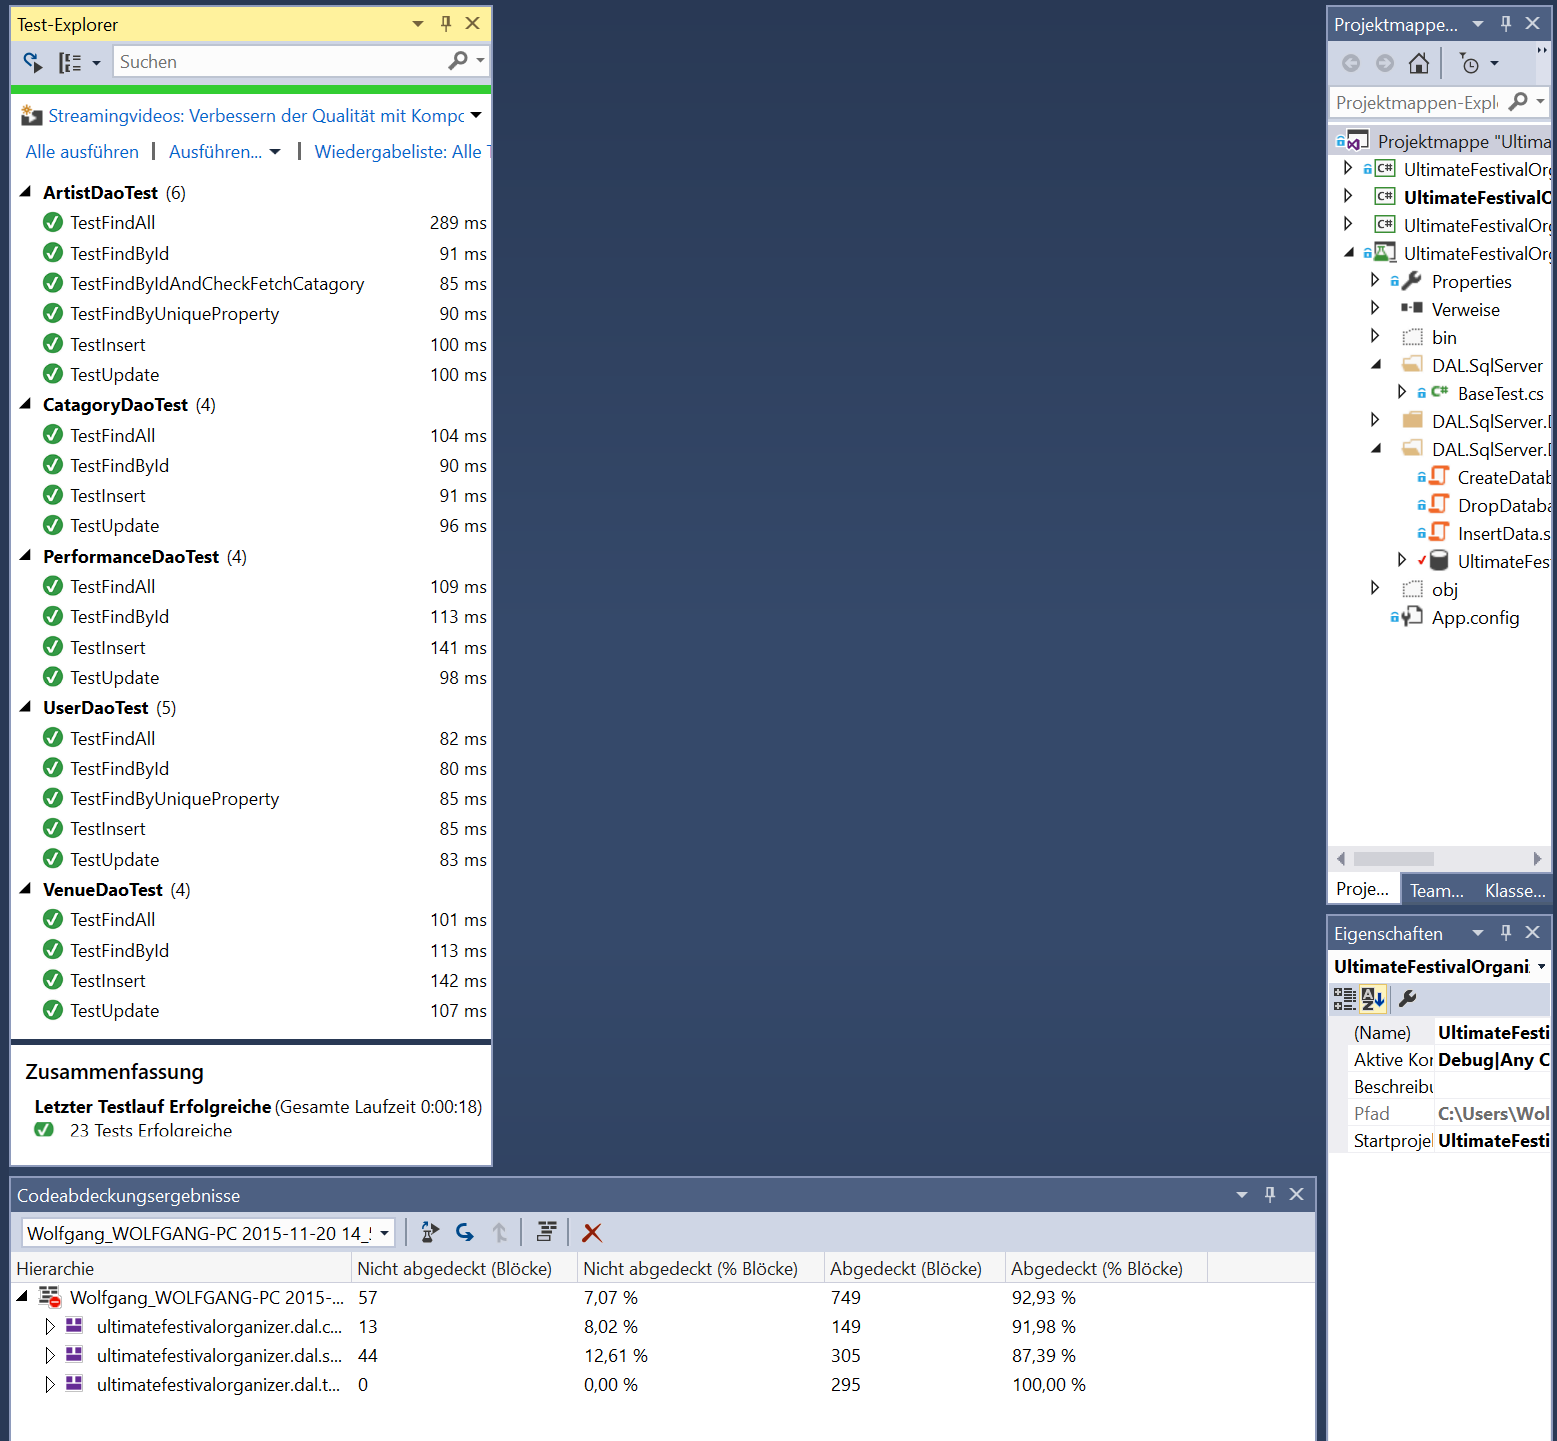 Test-Explorer
Suchen
Streamingvideos: Verbessern der Qualität mit Kompo
Alle ausführen | Ausführen... | Wiedergabeliste: Alle T
ArtistDaoTest (6)
TestFindAll 289 ms
TestFindById 91 ms
TestFindByIdAndCheckFetchCatagory 85 ms
TestFindByUniqueProperty 90 ms
TestInsert 100 ms
TestUpdate 100 ms
CatagoryDaoTest (4)
TestFindAll 104 ms
TestFindById 90 ms
TestInsert 91 ms
TestUpdate 96 ms
PerformanceDaoTest (4)
TestFindAll 109 ms
TestFindById 113 ms
TestInsert 141 ms
TestUpdate 98 ms
UserDaoTest (5)
TestFindAll 82 ms
TestFindById 80 ms
TestFindByUniqueProperty 85 ms
TestInsert 85 ms
TestUpdate 83 ms
VenueDaoTest (4)
TestFindAll 101 ms
TestFindById 113 ms
TestInsert 142 ms
TestUpdate 107 ms
Zusammenfassung
Letzter Testlauf Erfolgreiche (Gesamte Laufzeit 0:00:18)
23 Tests Erfolgreiche
Codeabdeckungsergebnisse
Wolfgang_WOLFGANG-PC 2015-11-20 14_5
Hierarchie Nicht abgedeckt (Blöcke) Nicht abgedeckt (% Blöcke) Abgedeckt (Blöcke) Abgedeckt (% Blöcke)
Wolfgang_WOLFGANG-PC 2015-... 57 7,07 % 749 92,93 %
ultimatefestivalorganizer.dal.c... 13 8,02 % 149 91,98 %
ultimatefestivalorganizer.dal.s... 44 12,61 % 305 87,39 %
ultimatefestivalorganizer.dal.t... 0 0,00 % 295 100,00 %
Projektmappe...
Projektmappen-Explo
Projektmappe "Ultima
C# UltimateFestivalOrg
C# UltimateFestivalO
C# UltimateFestivalOrg
UltimateFestivalOrg
Properties
Verweise
bin
DAL.SqlServer
C# BaseTest.cs
DAL.SqlServer.D
DAL.SqlServer.D
CreateDatab
DropDataba
InsertData.s
UltimateFes
obj
App.config
Proje... Team... Klasse...
Eigenschaften
UltimateFestivalOrgani
(Name) UltimateFesti
Aktive Kor Debug|Any C
Beschreibu
Pfad C:\Users\Wol
Startprojel UltimateFesti